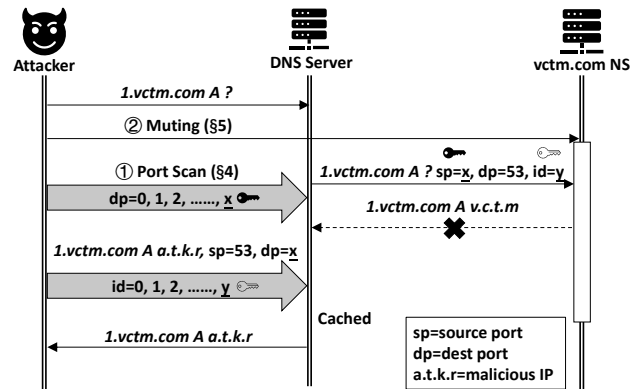 Attacker
DNS Server
vctm.com NS
1.vctm.com A ?
② Muting (§5)
① Port Scan (§4)
dp=0, 1, 2, ......, x
1.vctm.com A ? sp=x, dp=53, id=y
1.vctm.com A v.c.t.m
1.vctm.com A a.t.k.r, sp=53, dp=x
id=0, 1, 2, ......, y
1.vctm.com A a.t.k.r
Cached
sp=source port
dp=dest port
a.t.k.r=malicious IP